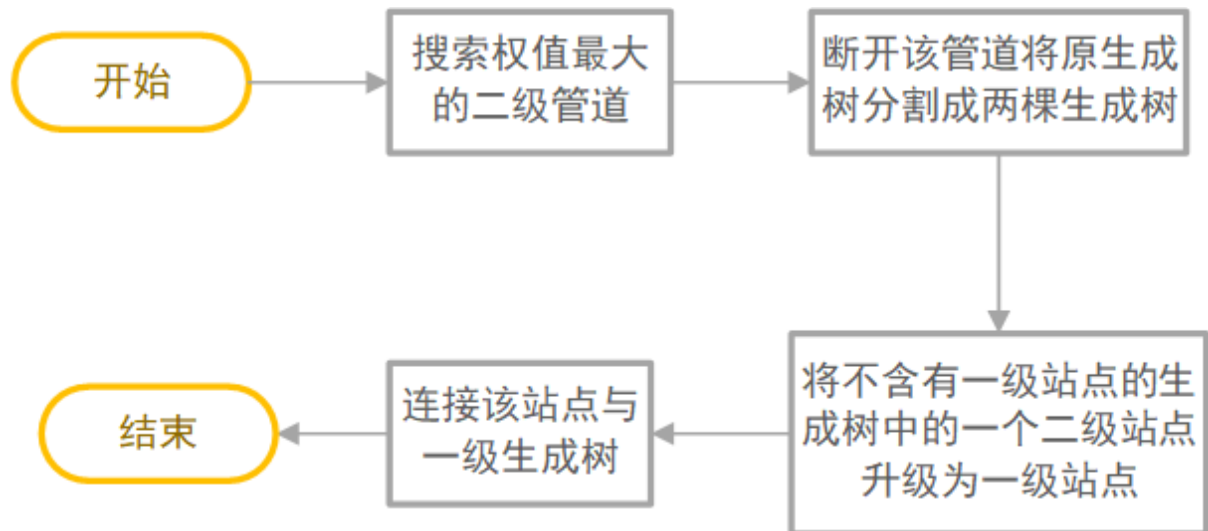 开始
搜索权值最大
的二级管道
断开该管道将原生成
树分割成两棵生成树
将不含有一级站点的生
成树中的一个二级站点
升级为一级站点
连接该站点与
一级生成树
结束